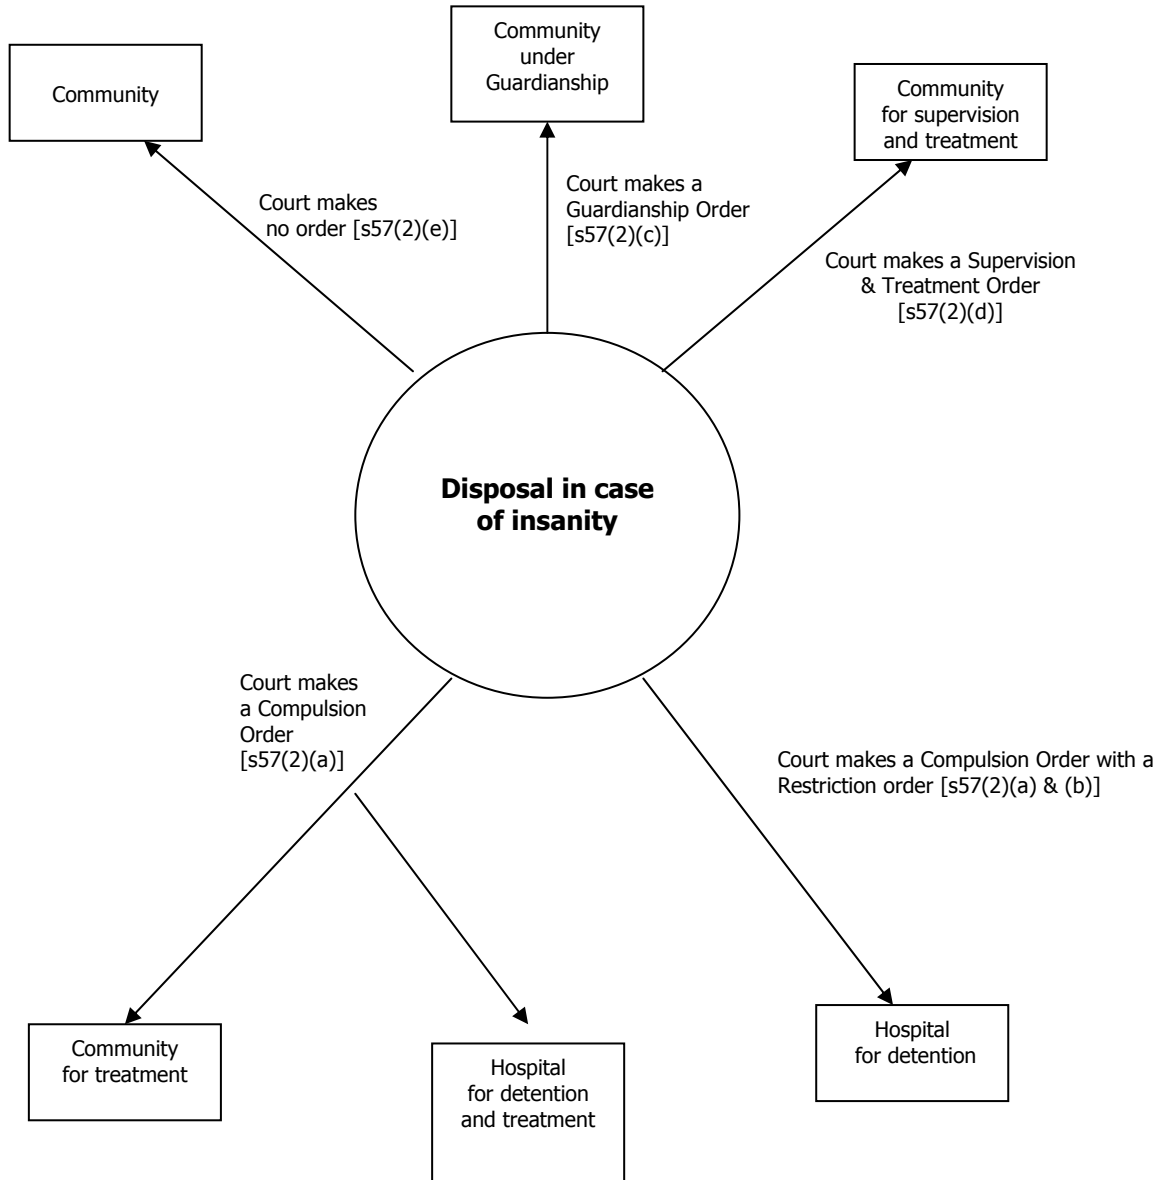 Community
Community
under
Guardianship
Community
for supervision
and treatment
Court makes
no order [s57(2)(e)]
Court makes a
Guardianship Order
[s57(2)(c)]
Court makes a Supervision
& Treatment Order
[s57(2)(d)]
Disposal in case
of insanity
Court makes
a Compulsion
Order
[s57(2)(a)]
Court makes a Compulsion Order with a
Restriction order [s57(2)(a) & (b)]
Community
for treatment
Hospital
for detention
and treatment
Hospital
for detention